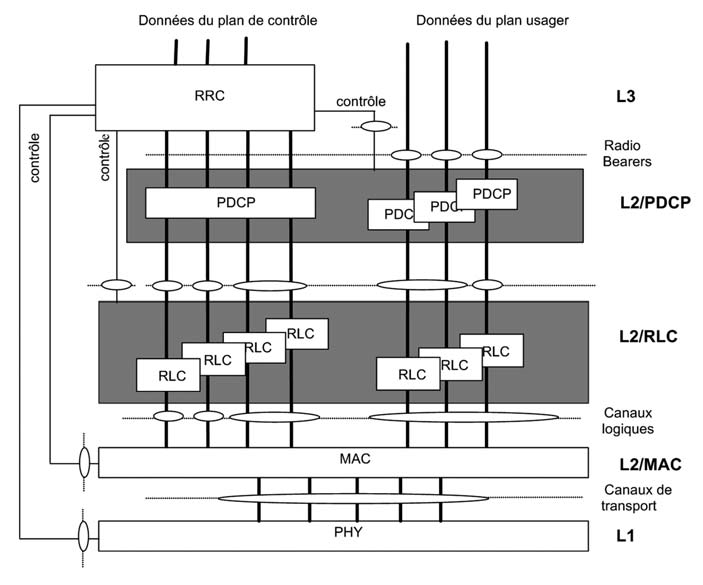 Données du plan de contrôle
Données du plan usager
RRC
contrôle
L3
contrôle
contrôle
Radio
Bearers
PDCP
PDC
PDC
PDCP
L2/PDCP
RLC
RLC
RLC
RLC
RLC
RLC
RLC
L2/RLC
Canaux
logiques
MAC
L2/MAC
Canaux de
transport
PHY
L1